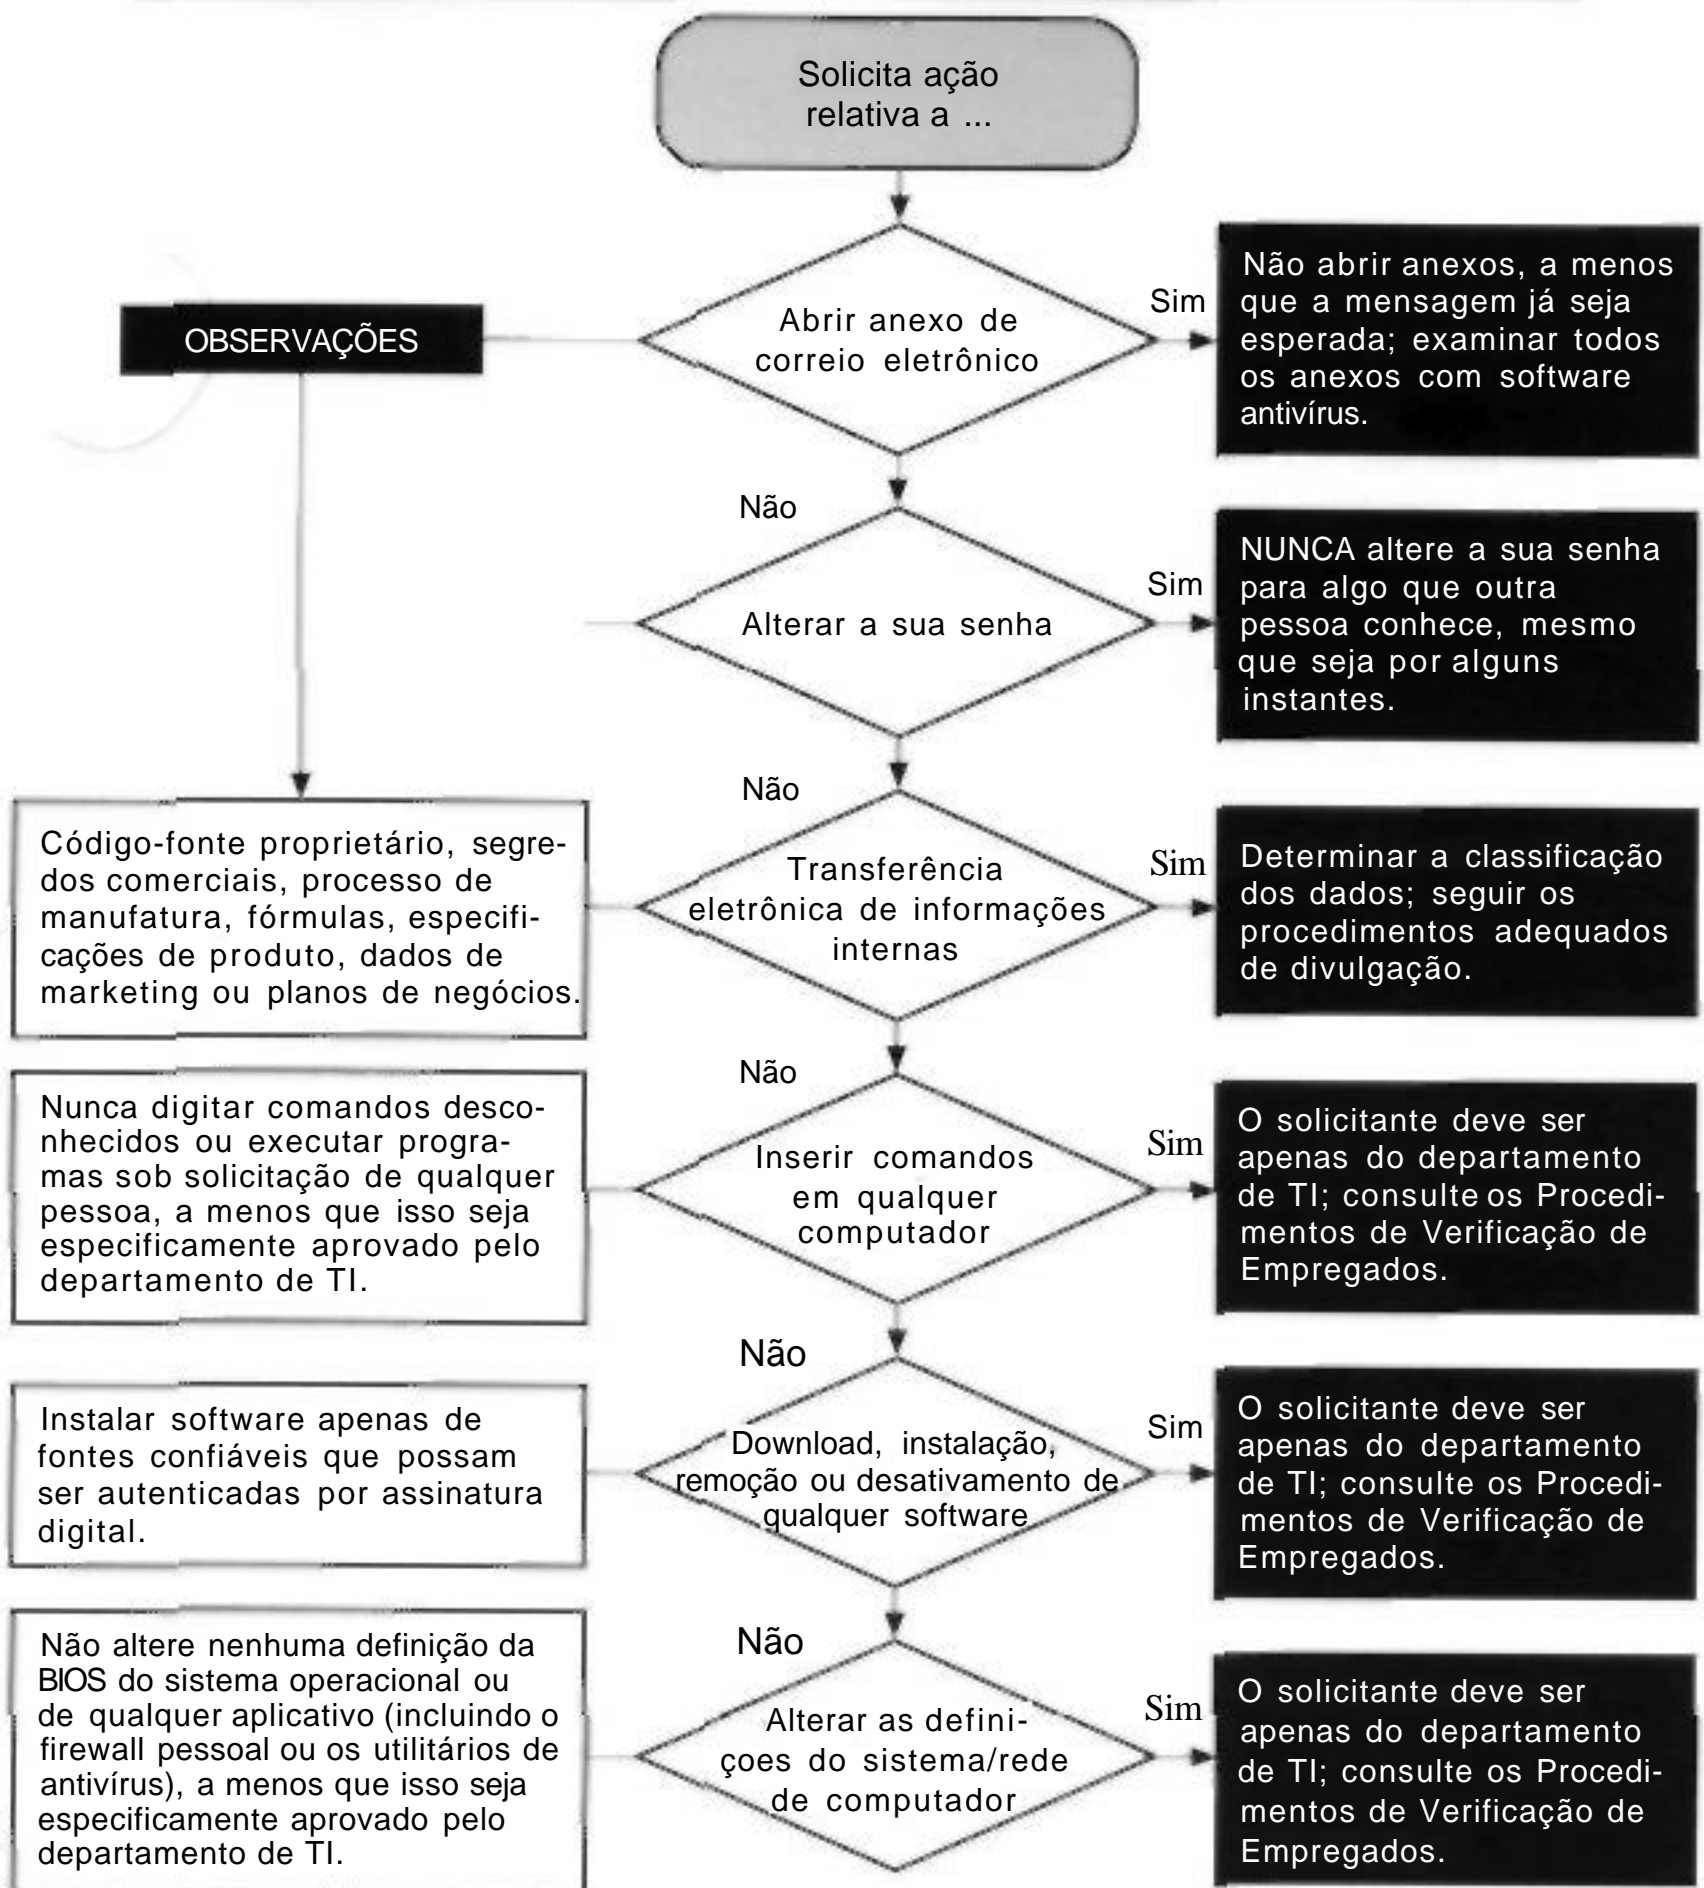 Solicita ação
relativa a ...
OBSERVAÇÕES
Abrir anexo de
correio eletrônico
Sim
Não abrir anexos, a menos
que a mensagem já seja
esperada; examinar todos
os anexos com software
antivírus.
Não
Alterar a sua senha
Sim
NUNCA altere a sua senha
para algo que outra
pessoa conhece, mesmo
que seja por alguns
instantes.
Não
Código-fonte proprietário, segre-
dos comerciais, processo de
manufatura, fórmulas, especifi-
cações de produto, dados de
marketing ou planos de negócios.
Transferência
eletrônica de informações
internas
Sim
Determinar a classificação
dos dados; seguir os
procedimentos adequados
de divulgação.
Não
Nunca digitar comandos desco-
nhecidos ou executar progra-
mas sob solicitação de qualquer
pessoa, a menos que isso seja
especificamente aprovado pelo
departamento de TI.
Inserir comandos
em qualquer
computador
Sim
O solicitante deve ser
apenas do departamento
de TI; consulte os Procedi-
mentos de Verificação de
Empregados.
Não
Instalar software apenas de
fontes confiáveis que possam
ser autenticadas por assinatura
digital.
Download, instalação,
remoção ou desativamento de
qualquer software
Sim
O solicitante deve ser
apenas do departamento
de TI; consulte os Procedi-
mentos de Verificação de
Empregados.
Não
Não altere nenhuma definição da
BIOS do sistema operacional ou
de qualquer aplicativo (incluindo o
firewall pessoal ou os utilitários de
antivírus), a menos que isso seja
especificamente aprovado pelo
departamento de TI.
Alterar as defini-
çoes do sistema/rede
de computador
Sim
O solicitante deve ser
apenas do departamento
de TI; consulte os Procedi-
mentos de Verificação de
Empregados.